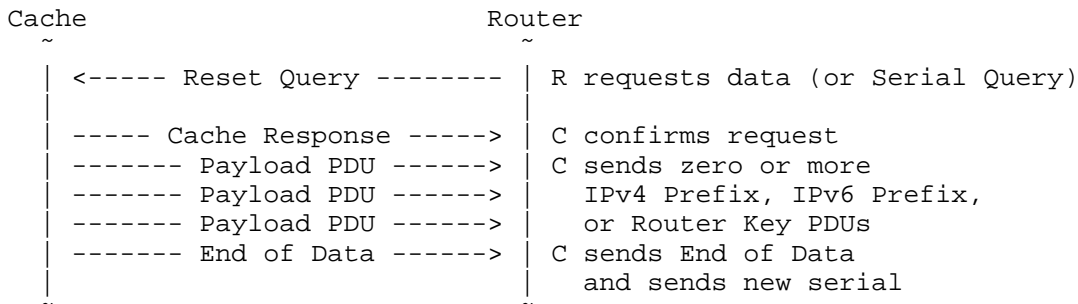 Cache                         Router
  ~                             ~
  | <----- Reset Query -------- | R requests data (or Serial Query)
  |                             |
  | ----- Cache Response -----> | C confirms request
  | ------- Payload PDU ------> | C sends zero or more
  | ------- Payload PDU ------> |   IPv4 Prefix, IPv6 Prefix,
  | ------- Payload PDU ------> |   or Router Key PDUs
  | ------- End of Data ------> | C sends End of Data
  |                             |   and sends new serial
  ~                             ~